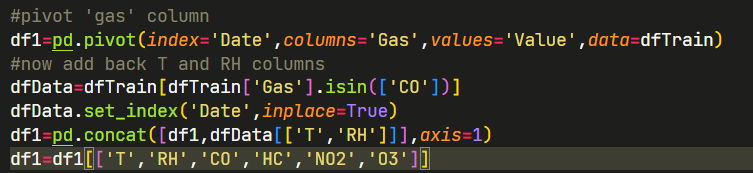 #pivot 'gas' column
df1=pd.pivot(index='Date',columns='Gas',values='Value',data=dfTrain)
#now add back T and RH columns
dfData=dfTrain[dfTrain['Gas'].isin(['CO'])]
dfData.set_index('Date',inplace=True)
df1=pd.concat([df1,dfData[['T','RH']]],axis=1)
df1=df1[['T','RH','CO','HC','NO2','O3']]